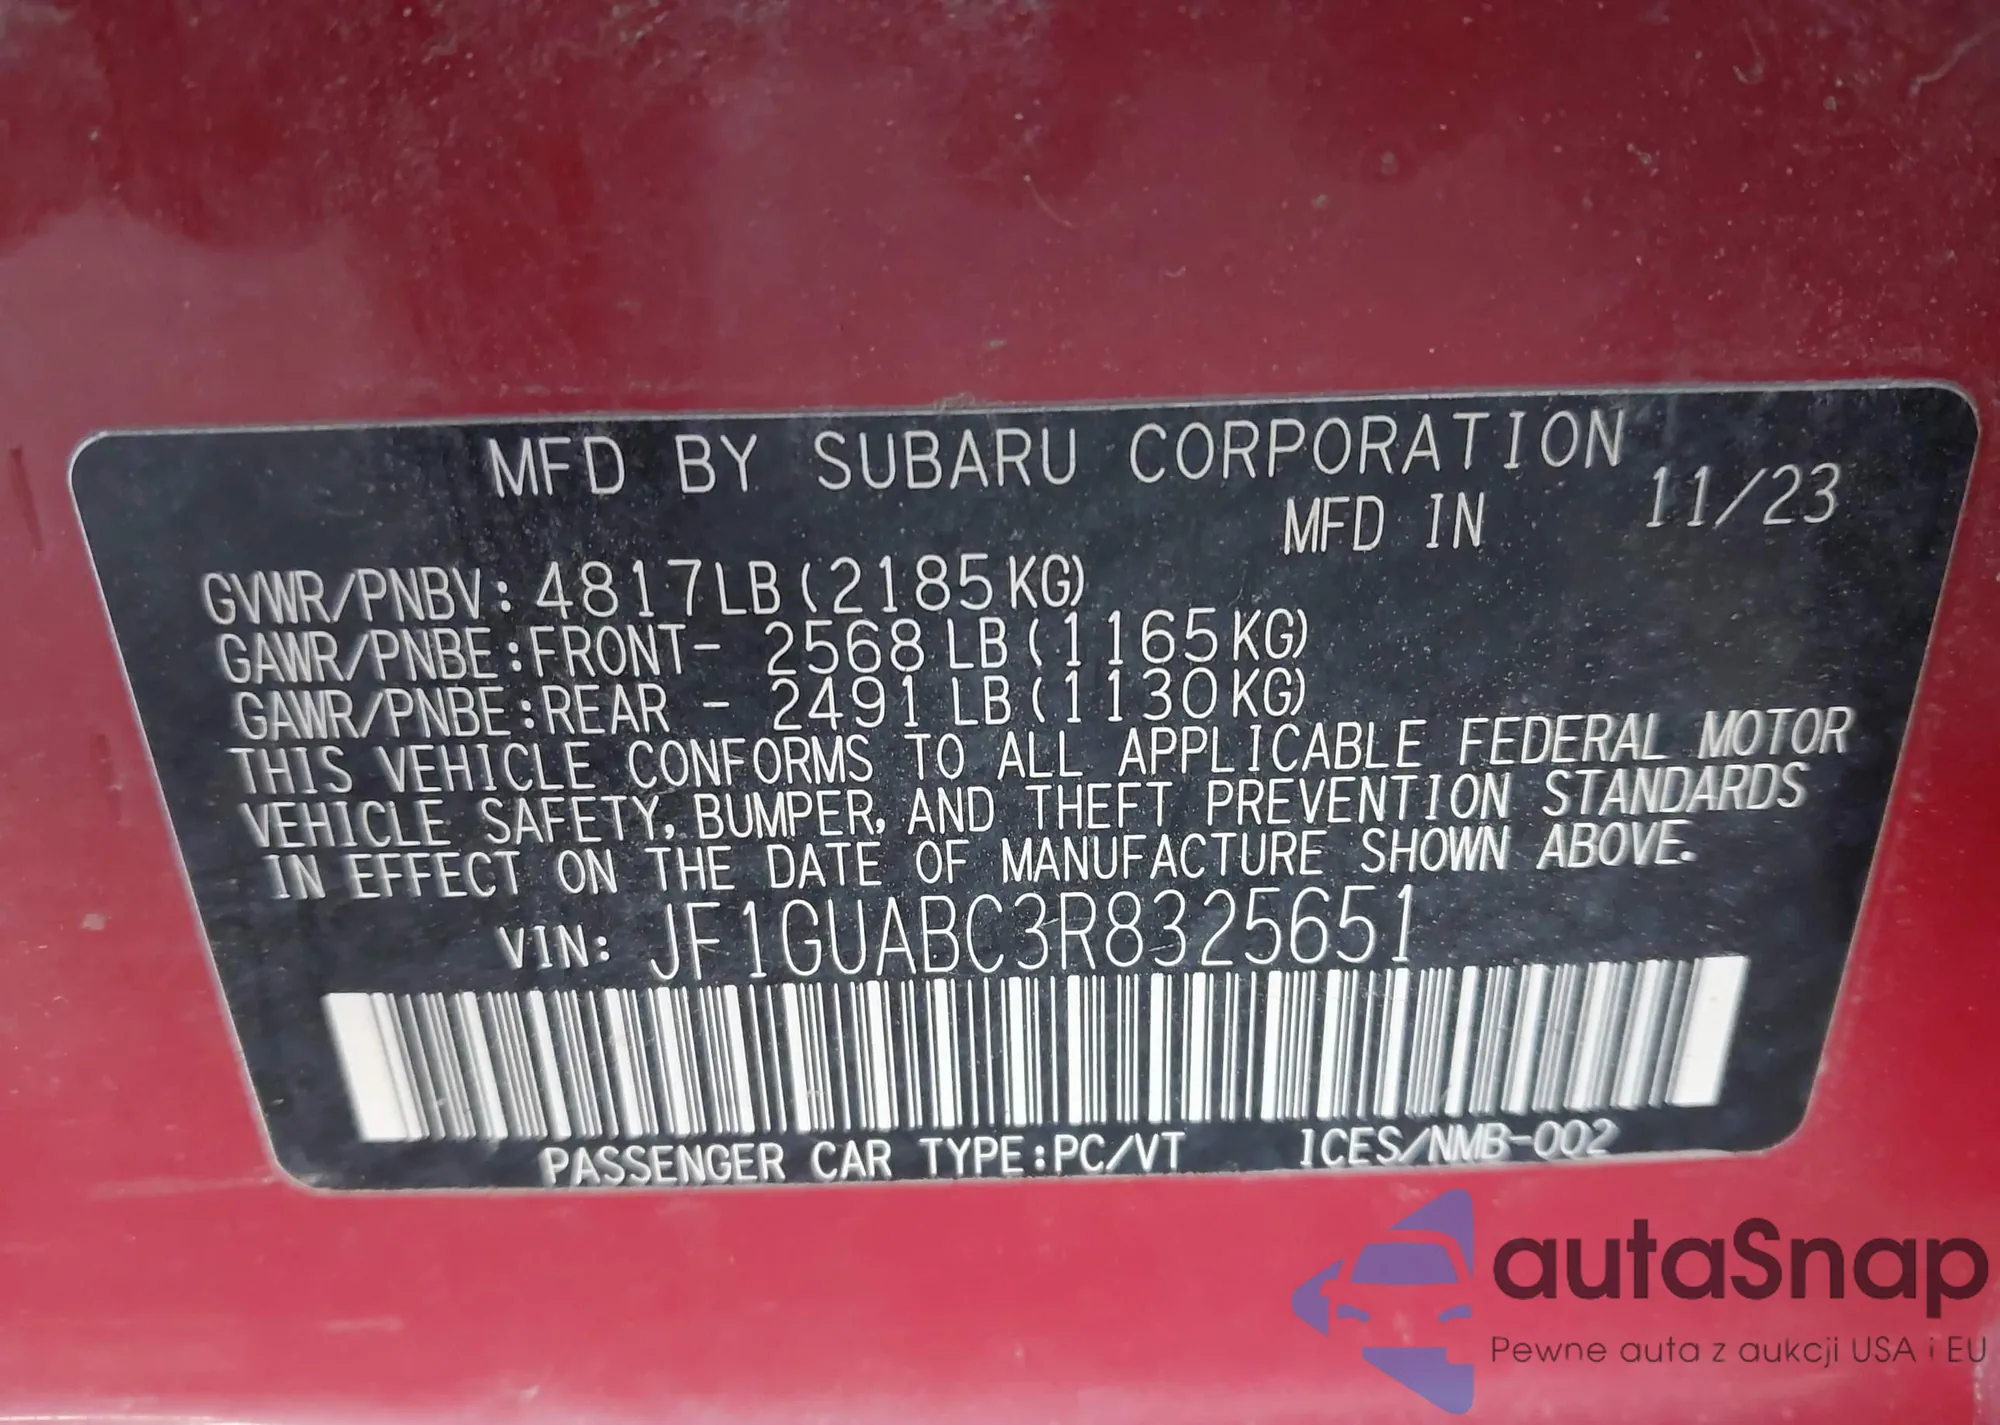 MFD BY SUBARU CORPORATION
MFD IN 11/23
GVWR/PNBV: 4817LB (2185KG)
GAWR/PNBE:FRONT- 2568 LB (1165KG)
GAWR/PNBE:REAR - 2491 LB (1130KG)
THIS VEHICLE CONFORMS TO ALL APPLICABLE FEDERAL MOTOR
VEHICLE SAFETY, BUMPER, AND THEFT PREVENTION STANDARDS
IN EFFECT ON THE DATE OF MANUFACTURE SHOWN ABOVE.
VIN: JF1GUABC3R8325651
PASSENGER CAR TYPE:PC/VT ICES/NMB-002
autaSnap
Pewne auta z aukcji USA i EU